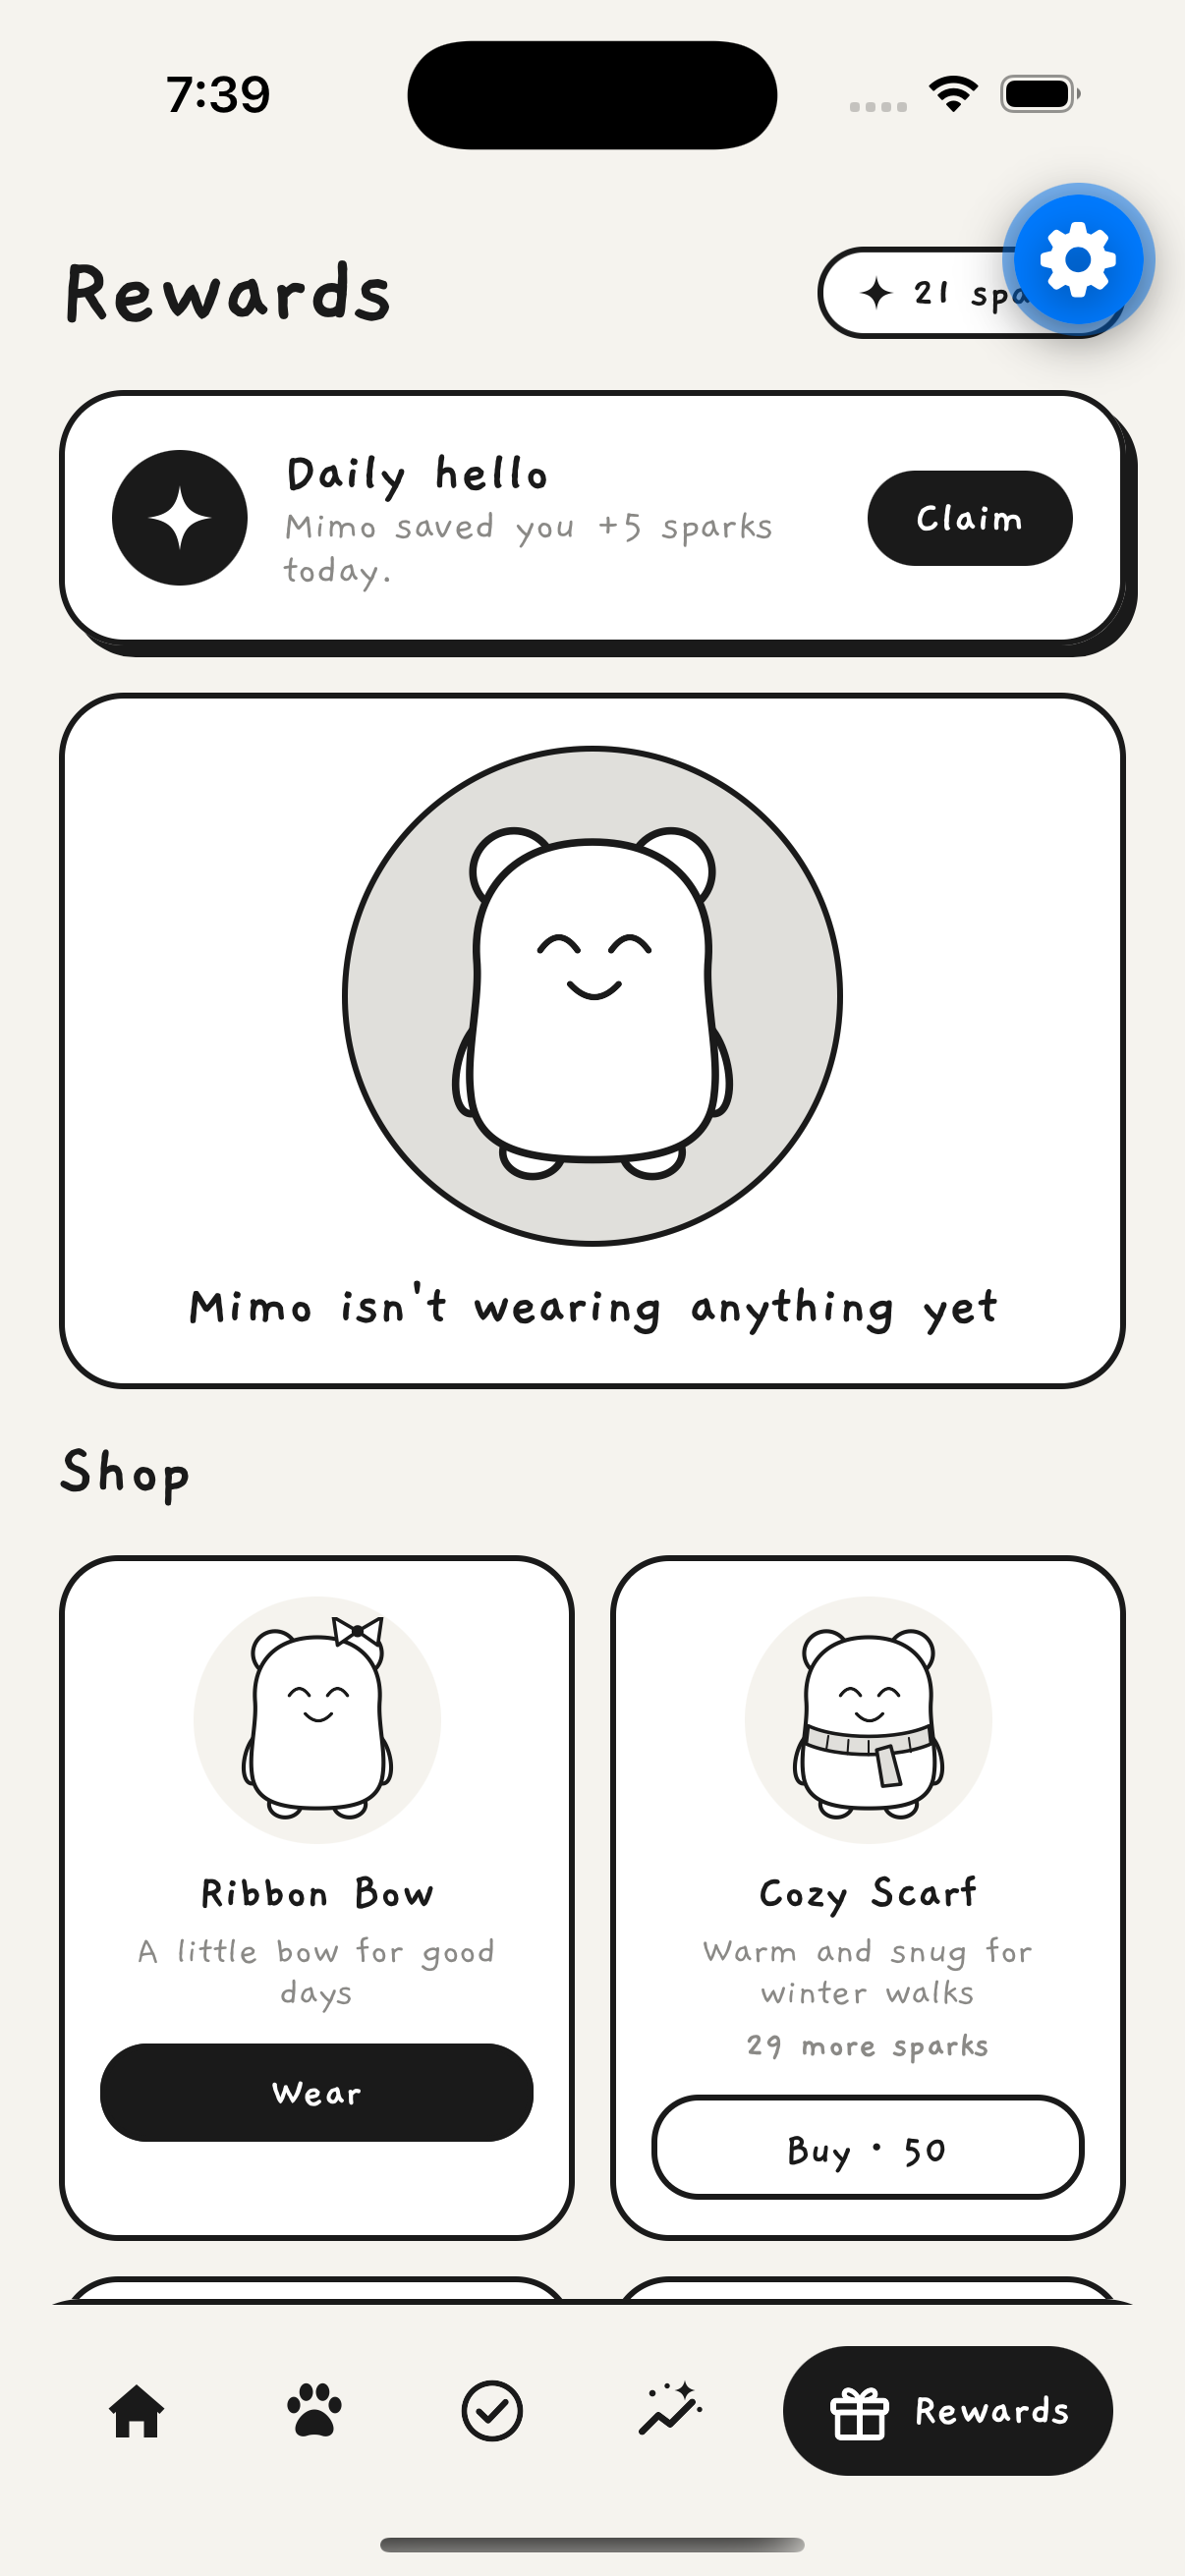 7:39
Rewards
21
Daily hello
Mimo saved you +5 sparks
today.
Claim
Mimo isn't wearing anything yet
Shop
Ribbon Bow
A little bow for good
days
Wear
Cozy Scarf
Warm and snug for
winter walks
29 more sparks
Buy • 50
Rewards